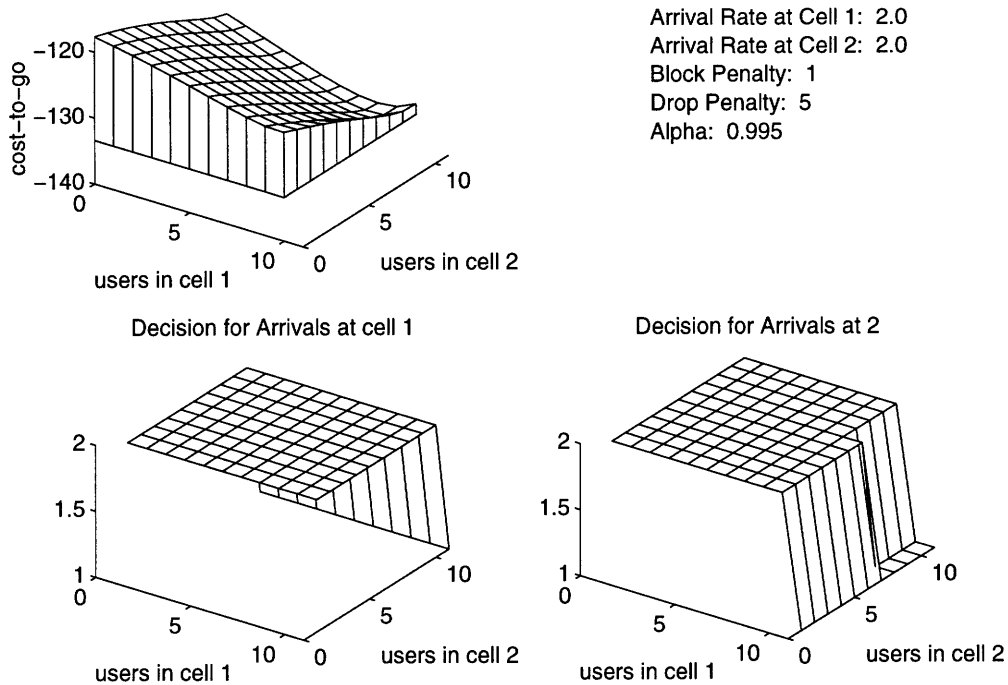 Arrival Rate at Cell 1: 2.0
Arrival Rate at Cell 2: 2.0
Block Penalty: 1
Drop Penalty: 5
Alpha: 0.995
cost-to-go
−120
−130
−140
0
5
10
users in cell 1
0
5
10
users in cell 2
Decision for Arrivals at cell 1
2
1.5
1
0
5
10
users in cell 1
0
5
10
users in cell 2
Decision for Arrivals at 2
2
1.5
1
0
5
10
users in cell 1
0
5
10
users in cell 2